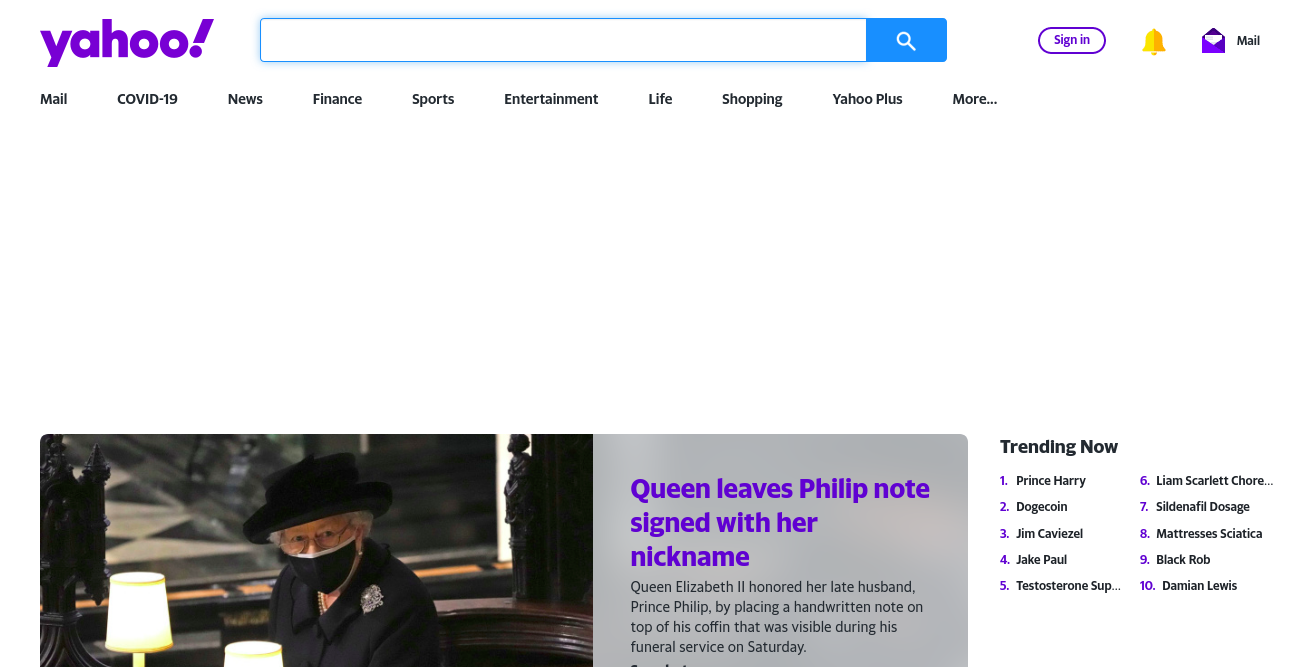 yahoo!
Sign in
Mail
Mail
COVID-19
News
Finance
Sports
Entertainment
Life
Shopping
Yahoo Plus
More...
Queen leaves Philip note
signed with her
nickname
Queen Elizabeth II honored her late husband,
Prince Philip, by placing a handwritten note on
top of his coffin that was visible during his
funeral service on Saturday.
Trending Now
1. Prince Harry
2. Dogecoin
3. Jim Caviezel
4. Jake Paul
5. Testosterone Sup...
6. Liam Scarlett Chore...
7. Sildenafil Dosage
8. Mattresses Sciatica
9. Black Rob
10. Damian Lewis